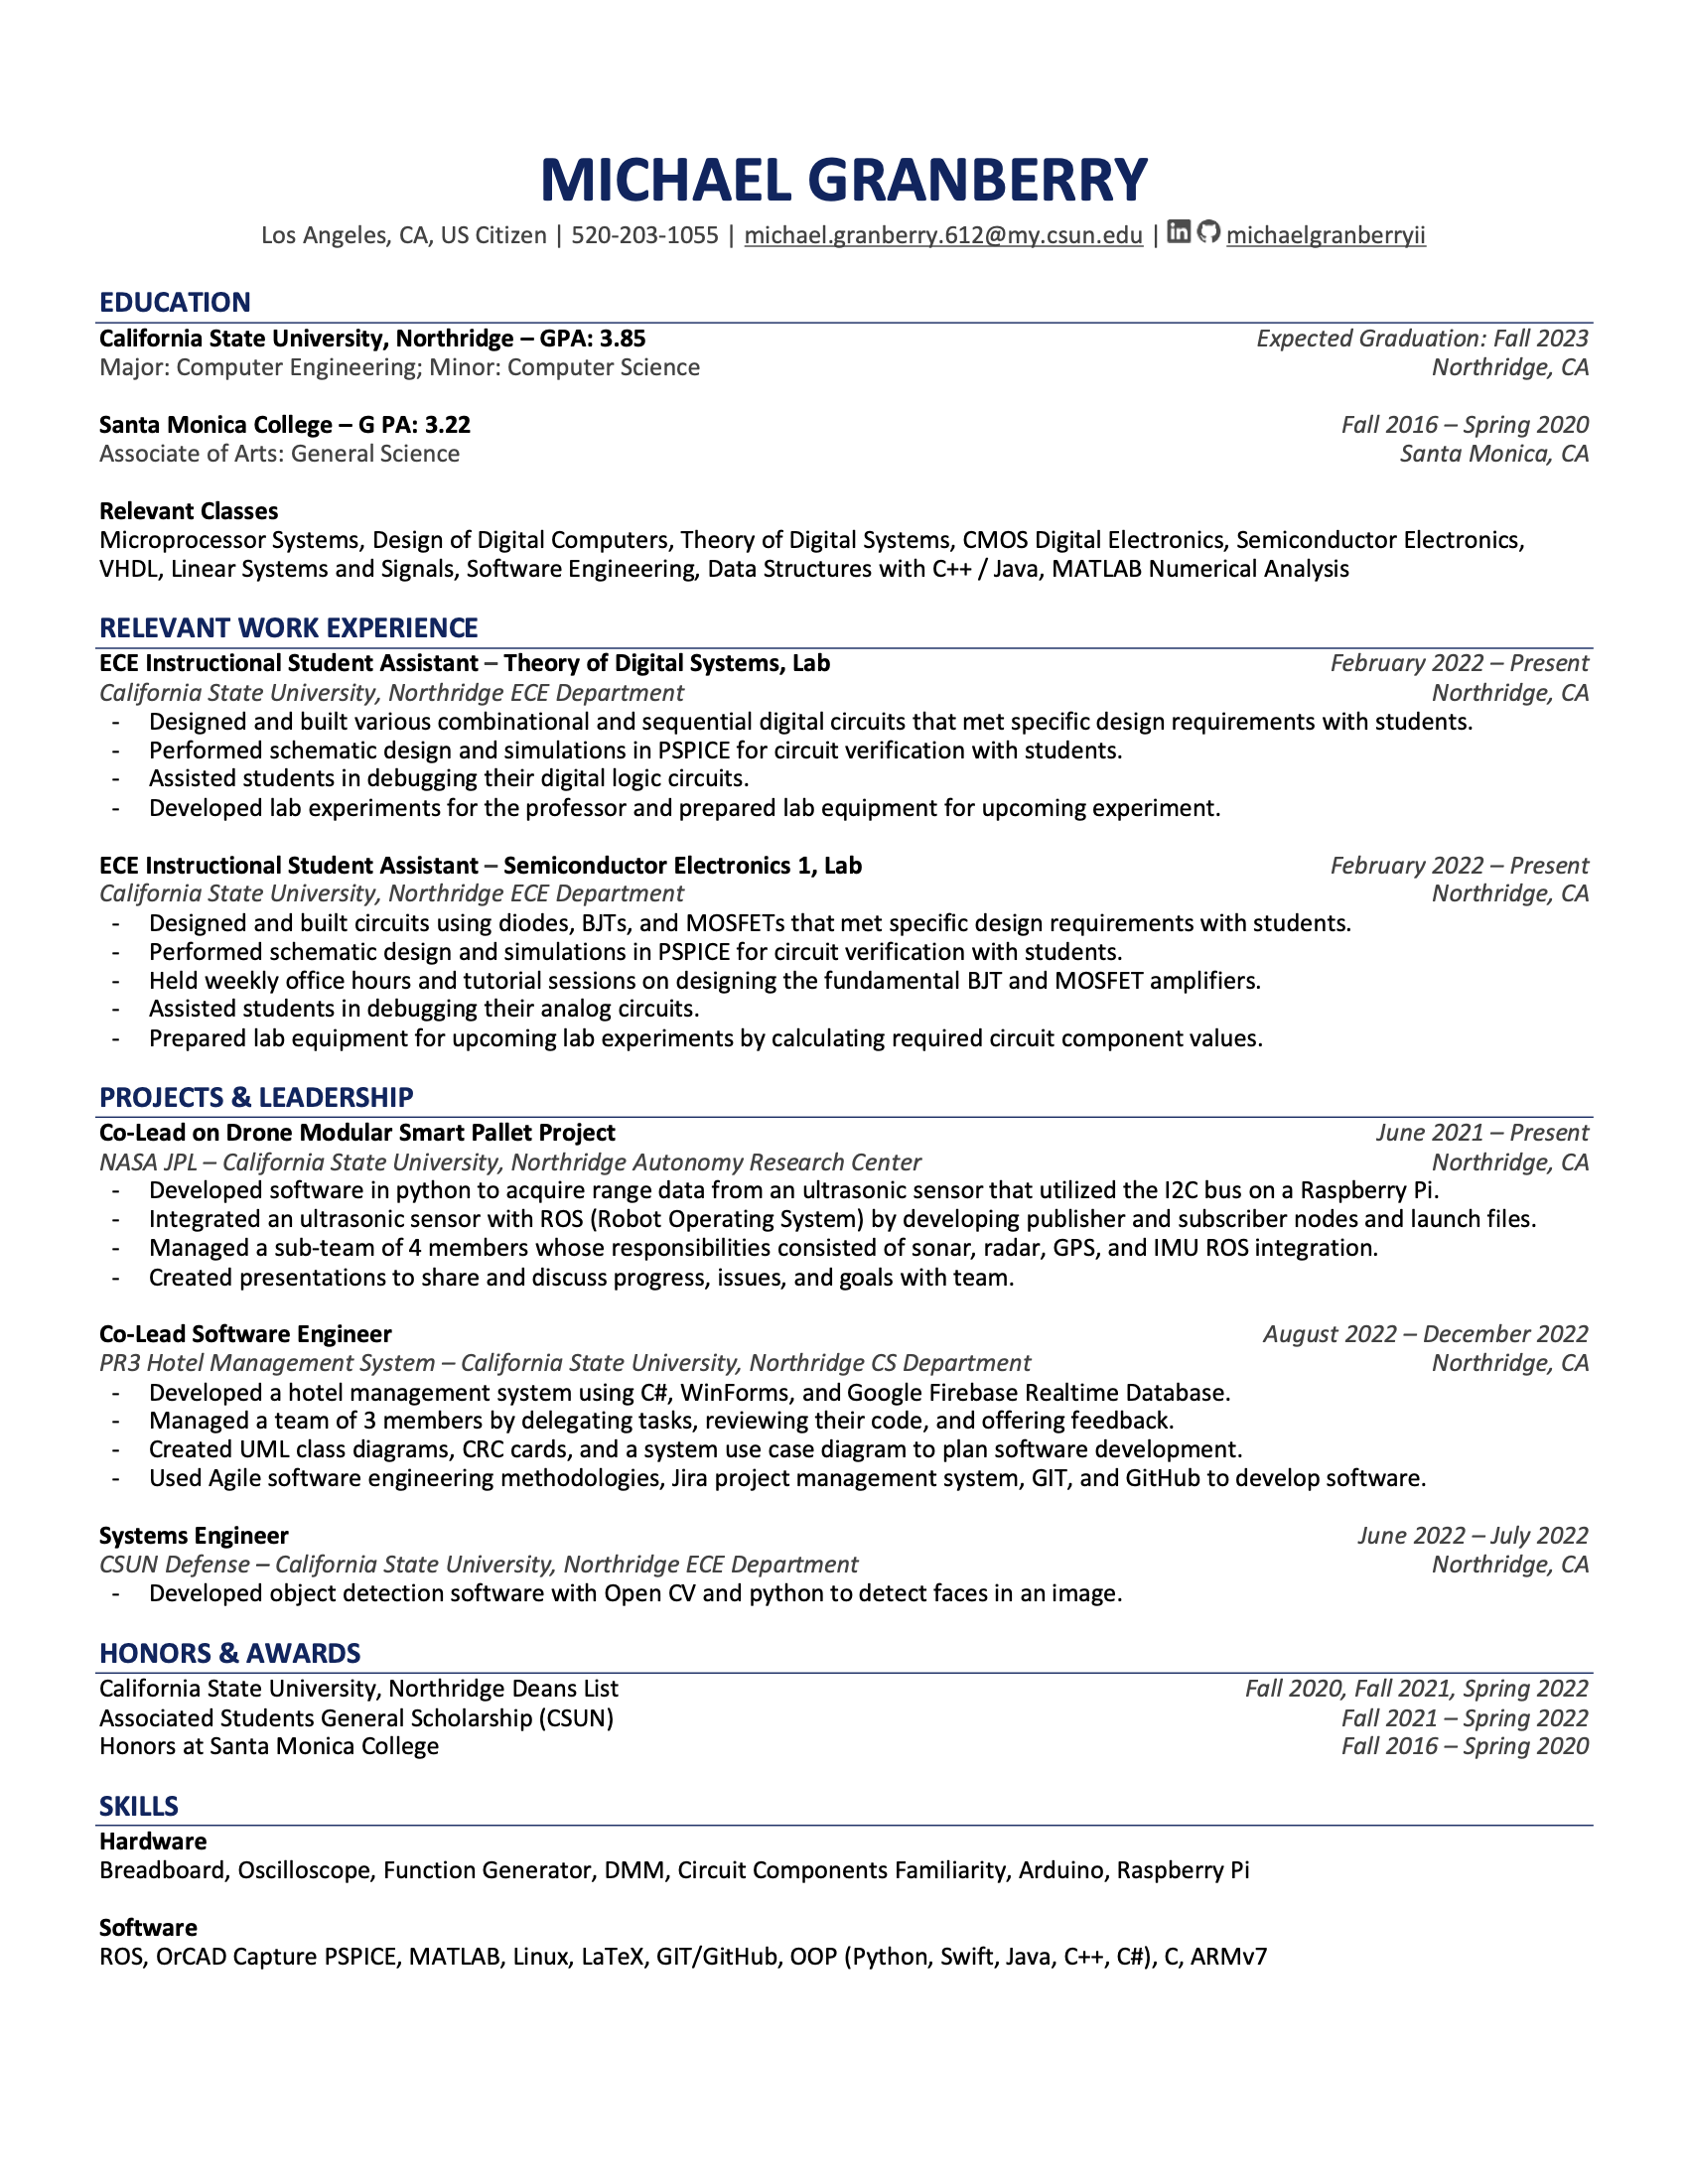 MICHAEL GRANBERRY
Los Angeles, CA, US Citizen | 520-203-1055 | michael.granberry.612@my.csun.edu | in michaelgranberryii
EDUCATION
California State University, Northridge – GPA: 3.85 Expected Graduation: Fall 2023
Major: Computer Engineering; Minor: Computer Science Northridge, CA
Santa Monica College – G PA: 3.22 Fall 2016 – Spring 2020
Associate of Arts: General Science Santa Monica, CA
Relevant Classes
Microprocessor Systems, Design of Digital Computers, Theory of Digital Systems, CMOS Digital Electronics, Semiconductor Electronics,
VHDL, Linear Systems and Signals, Software Engineering, Data Structures with C++ / Java, MATLAB Numerical Analysis
RELEVANT WORK EXPERIENCE
ECE Instructional Student Assistant – Theory of Digital Systems, Lab February 2022 – Present
California State University, Northridge ECE Department Northridge, CA
- Designed and built various combinational and sequential digital circuits that met specific design requirements with students.
- Performed schematic design and simulations in PSPICE for circuit verification with students.
- Assisted students in debugging their digital logic circuits.
- Developed lab experiments for the professor and prepared lab equipment for upcoming experiment.
ECE Instructional Student Assistant – Semiconductor Electronics 1, Lab February 2022 – Present
California State University, Northridge ECE Department Northridge, CA
- Designed and built circuits using diodes, BJTs, and MOSFETs that met specific design requirements with students.
- Performed schematic design and simulations in PSPICE for circuit verification with students.
- Held weekly office hours and tutorial sessions on designing the fundamental BJT and MOSFET amplifiers.
- Assisted students in debugging their analog circuits.
- Prepared lab equipment for upcoming lab experiments by calculating required circuit component values.
PROJECTS & LEADERSHIP
Co-Lead on Drone Modular Smart Pallet Project June 2021 – Present
NASA JPL – California State University, Northridge Autonomy Research Center Northridge, CA
- Developed software in python to acquire range data from an ultrasonic sensor that utilized the I2C bus on a Raspberry Pi.
- Integrated an ultrasonic sensor with ROS (Robot Operating System) by developing publisher and subscriber nodes and launch files.
- Managed a sub-team of 4 members whose responsibilities consisted of sonar, radar, GPS, and IMU ROS integration.
- Created presentations to share and discuss progress, issues, and goals with team.
Co-Lead Software Engineer August 2022 – December 2022
PR3 Hotel Management System – California State University, Northridge CS Department Northridge, CA
- Developed a hotel management system using C#, WinForms, and Google Firebase Realtime Database.
- Managed a team of 3 members by delegating tasks, reviewing their code, and offering feedback.
- Created UML class diagrams, CRC cards, and a system use case diagram to plan software development.
- Used Agile software engineering methodologies, Jira project management system, GIT, and GitHub to develop software.
Systems Engineer June 2022 – July 2022
CSUN Defense – California State University, Northridge ECE Department Northridge, CA
- Developed object detection software with Open CV and python to detect faces in an image.
HONORS & AWARDS
California State University, Northridge Deans List Fall 2020, Fall 2021, Spring 2022
Associated Students General Scholarship (CSUN) Fall 2021 – Spring 2022
Honors at Santa Monica College Fall 2016 – Spring 2020
SKILLS
Hardware
Breadboard, Oscilloscope, Function Generator, DMM, Circuit Components Familiarity, Arduino, Raspberry Pi
Software
ROS, OrCAD Capture PSPICE, MATLAB, Linux, LaTeX, GIT/GitHub, OOP (Python, Swift, Java, C++, C#), C, ARMv7